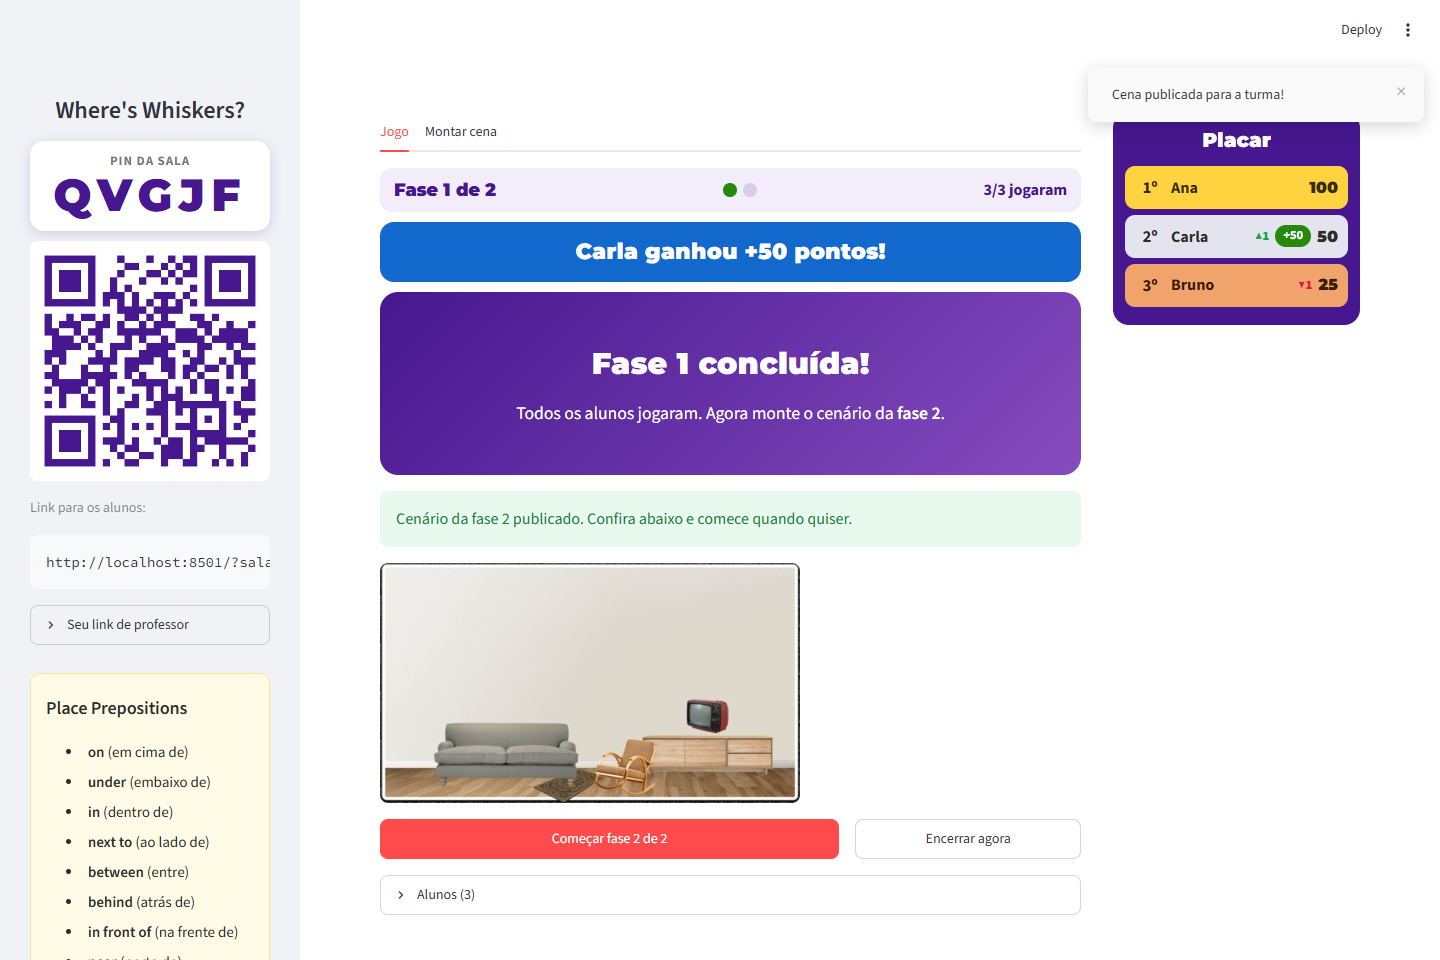 Deploy
Where's Whiskers?
PIN DA SALA
QVGJF
Link para os alunos:
http://localhost:8501/?sala
Seu link de professor
Place Prepositions
on (em cima de)
under (embaixo de)
in (dentro de)
next to (ao lado de)
between (entre)
behind (atrás de)
in front of (na frente de)
Jogo
Montar cena
Fase 1 de 2
3/3 jogaram
Carla ganhou +50 pontos!
Fase 1 concluída!
Todos os alunos jogaram. Agora monte o cenário da fase 2.
Cenário da fase 2 publicado. Confira abaixo e comece quando quiser.
Começar fase 2 de 2
Encerrar agora
Alunos (3)
Cena publicada para a turma!
Placar
1º Ana 100
2º Carla ▲1 +50 50
3º Bruno ▼1 25